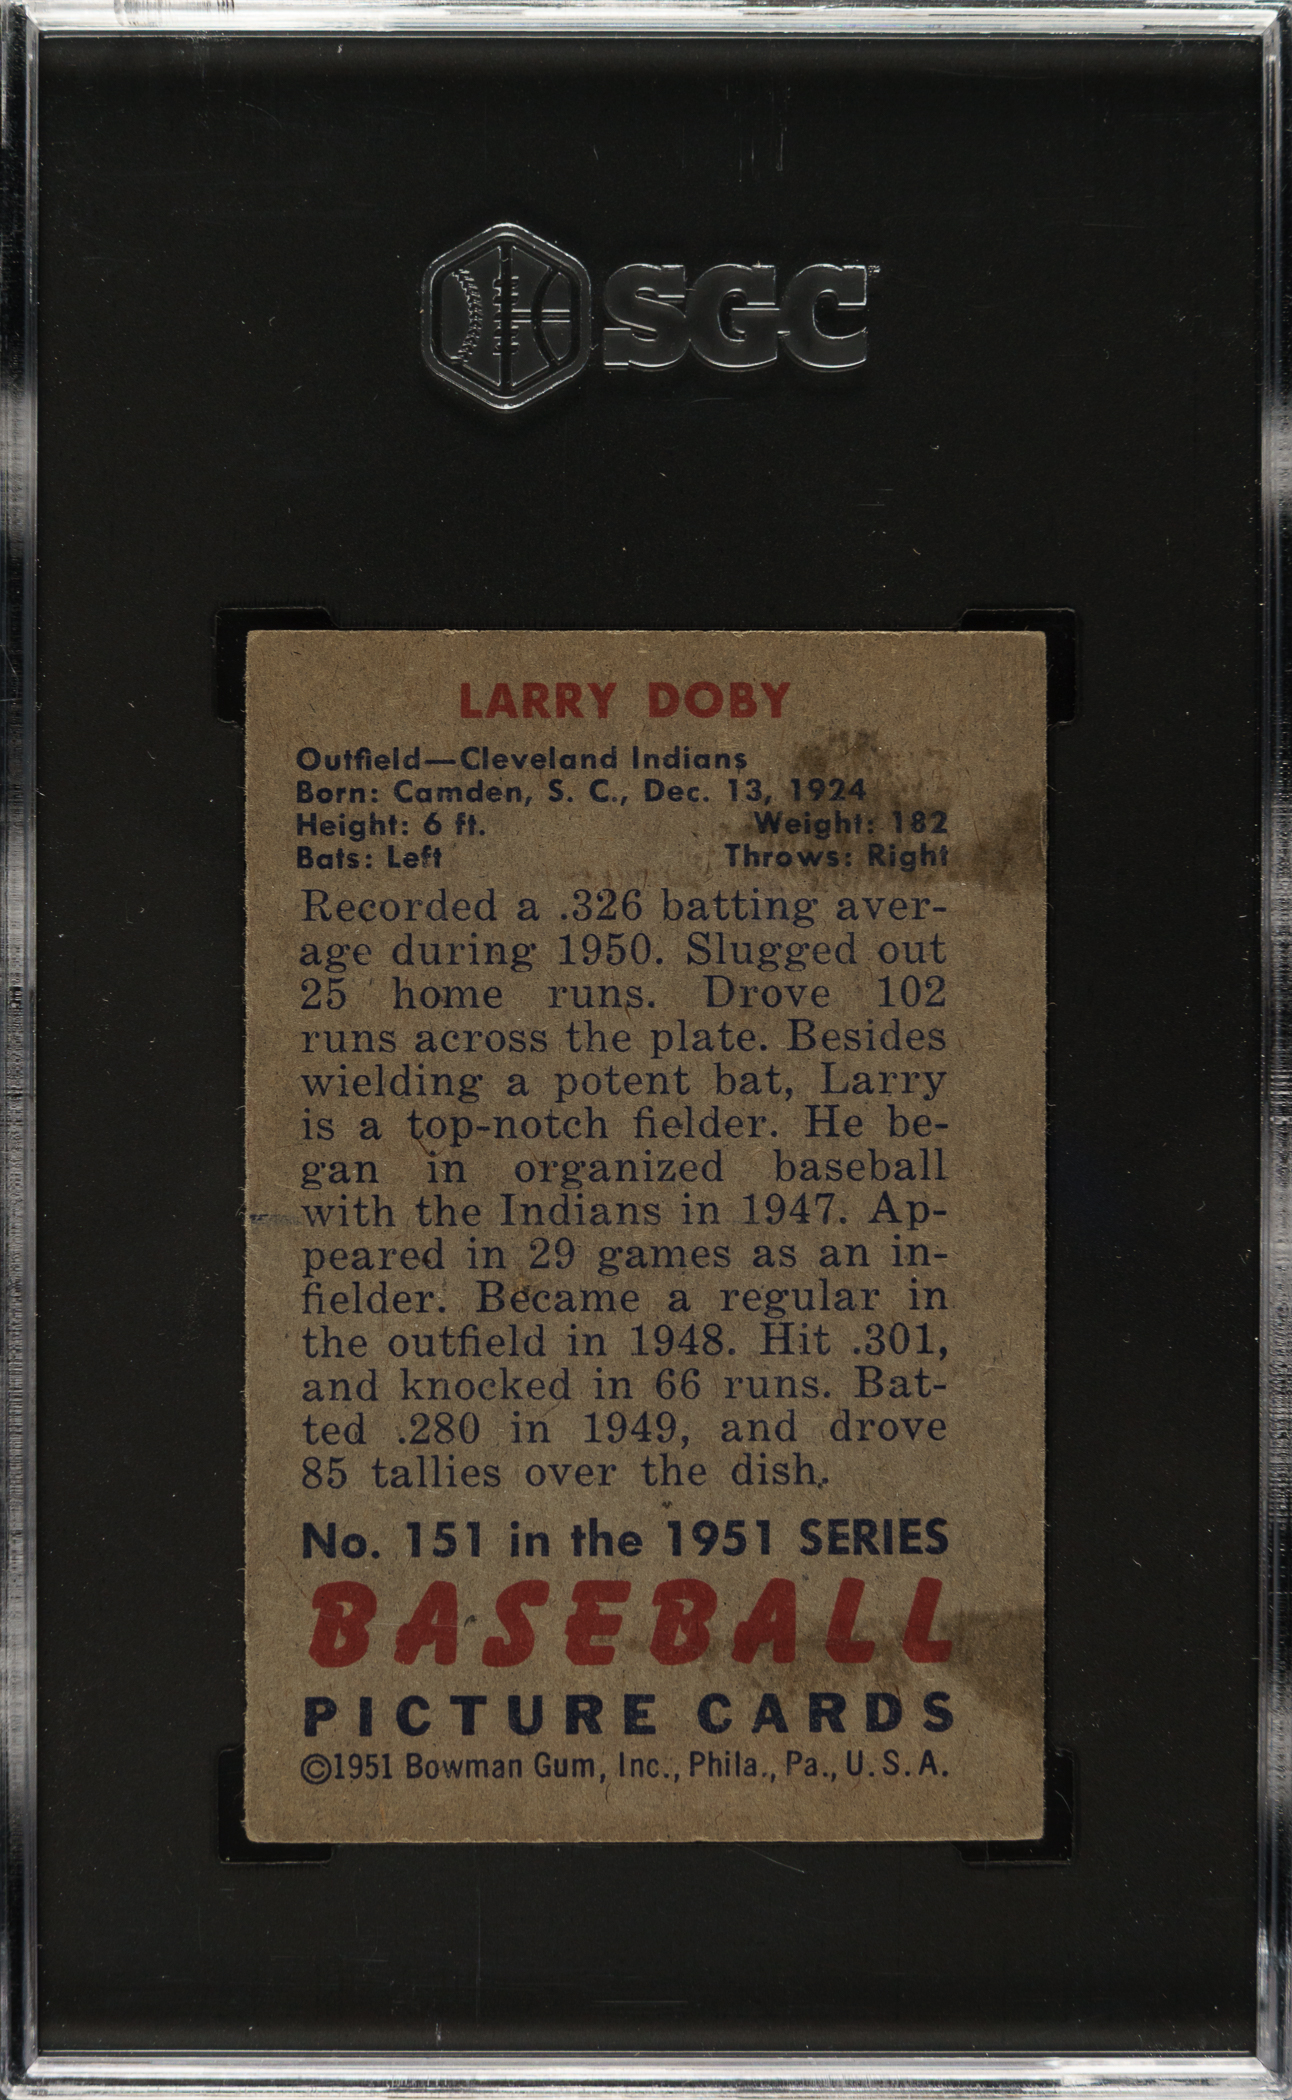 SGC
LARRY DOBY
Outfield—Cleveland Indians
Born: Camden, S. C., Dec. 13, 1924
Height: 6 ft. Weight: 182
Bats: Left Throws: Right
Recorded a .326 batting aver-
age during 1950. Slugged out
25 home runs. Drove 102
runs across the plate. Besides
wielding a potent bat, Larry
is a top-notch fielder. He be-
gan in organized baseball
with the Indians in 1947. Ap-
peared in 29 games as an in-
fielder. Became a regular in
the outfield in 1948. Hit .301,
and knocked in 66 runs. Bat-
ted .280 in 1949, and drove
85 tallies over the dish.
No. 151 in the 1951 SERIES
BASEBALL
PICTURE CARDS
©1951 Bowman Gum, Inc., Phila., Pa., U.S.A.